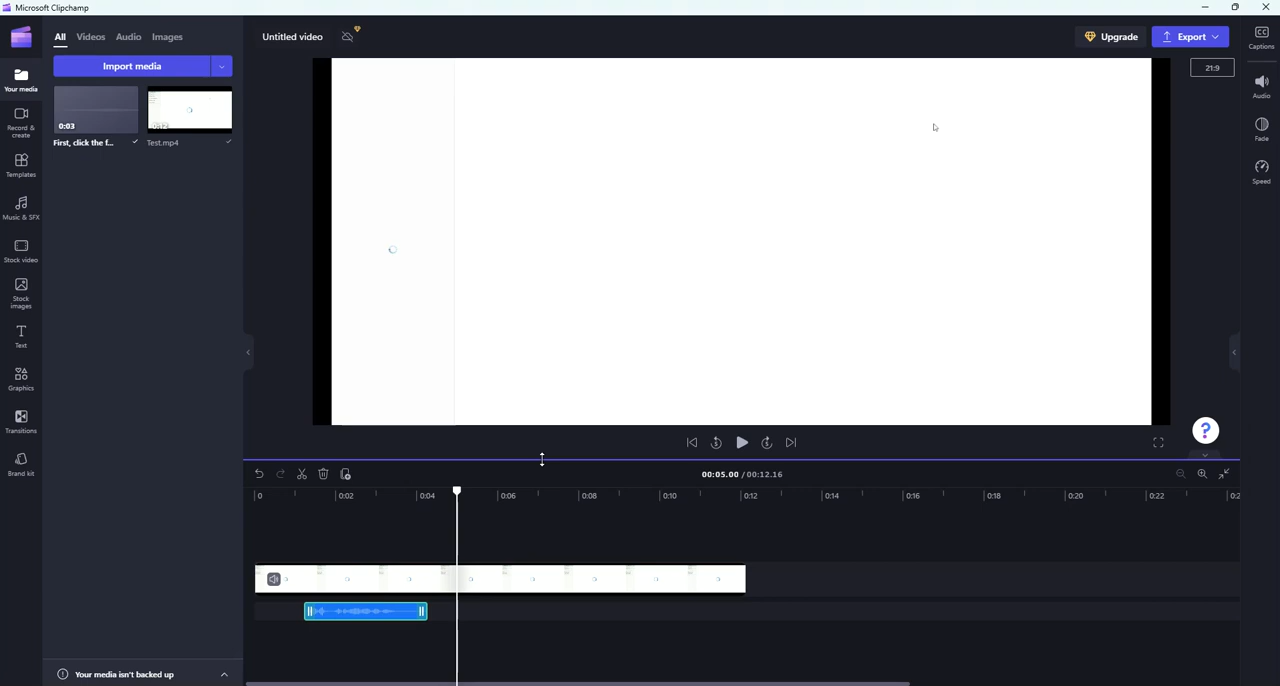 Microsoft Clipchamp
All Videos Audio Images
Untitled video
Upgrade
Export
Captions
Import media
21:9
Your media
Audio
0:03
0:12
Record & create
First, click the f...
Test.mp4
Fade
Templates
Speed
Music & SFX
Stock video
Stock images
Text
Graphics
Transitions
Brand kit
?
5
5
00:05.00 / 00:12.16
0
0:02
0:04
0:06
0:08
0:10
0:12
0:14
0:16
0:18
0:20
0:22
0:2
Your media isn't backed up